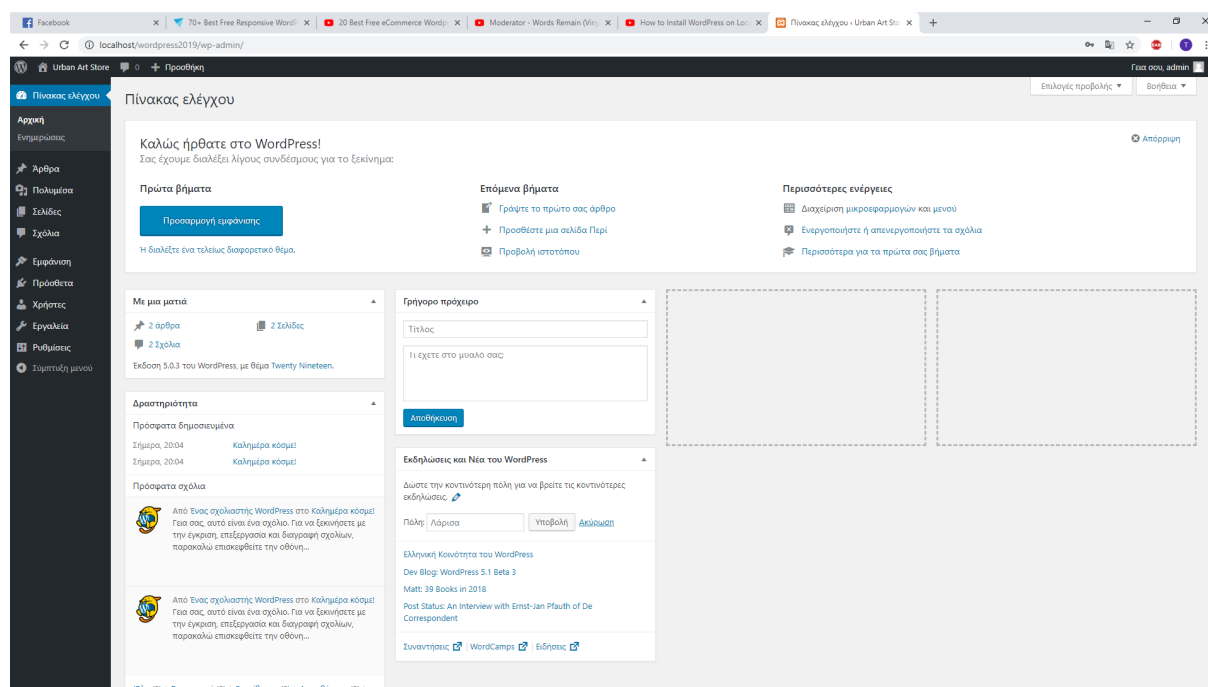 Facebook
70+ Best Free Responsive WordP
20 Best Free eCommerce Wordpr
Moderator - Words Remain (Viny
How to Install WordPress on Loc
Πίνακας ελέγχου ‹ Urban Art Sto
localhost/wordpress2019/wp-admin/
Urban Art Store
0
Προσθήκη
Γεια σου, admin
Πίνακας ελέγχου
Αρχική
Ενημερώσεις
Άρθρα
Πολυμέσα
Σελίδες
Σχόλια
Εμφάνιση
Πρόσθετα
Χρήστες
Εργαλεία
Ρυθμίσεις
Σύμπτυξη μενού
Επιλογές προβολής
Βοήθεια
Πίνακας ελέγχου
Καλώς ήρθατε στο WordPress!
Σας έχουμε διαλέξει λίγους συνδέσμους για το ξεκίνημα:
Απόρριψη
Πρώτα βήματα
Προσαρμογή εμφάνισης
Ή διαλέξτε ένα τελείως διαφορετικό θέμα.
Επόμενα βήματα
Γράψτε το πρώτο σας άρθρο
Προσθέστε μια σελίδα Περί
Προβολή ιστοτόπου
Περισσότερες ενέργειες
Διαχείριση μικροεφαρμογών και μενού
Ενεργοποιήστε ή απενεργοποιήστε τα σχόλια
Περισσότερα για τα πρώτα σας βήματα
Με μια ματιά
2 άρθρα
2 Σελίδες
2 Σχόλια
Έκδοση 5.0.3 του WordPress, με θέμα Twenty Nineteen.
Δραστηριότητα
Πρόσφατα δημοσιευμένα
Σήμερα, 20:04 Καλημέρα κόσμε!
Σήμερα, 20:04 Καλημέρα κόσμε!
Πρόσφατα σχόλια
Από Ένας σχολιαστής WordPress στο Καλημέρα κόσμε!
Γεια σας, αυτό είναι ένα σχόλιο. Για να ξεκινήσετε με
την έγκριση, επεξεργασία και διαγραφή σχολίων,
παρακαλώ επισκεφθείτε την οθόνη...
Από Ένας σχολιαστής WordPress στο Καλημέρα κόσμε!
Γεια σας, αυτό είναι ένα σχόλιο. Για να ξεκινήσετε με
την έγκριση, επεξεργασία και διαγραφή σχολίων,
παρακαλώ επισκεφθείτε την οθόνη...
Γρήγορο πρόχειρο
Τίτλος
Τι έχετε στο μυαλό σας;
Αποθήκευση
Εκδηλώσεις και Νέα του WordPress
Δώστε την κοντινότερη πόλη για να βρείτε τις κοντινότερες
εκδηλώσεις.
Πόλη: Λάρισα Υποβολή Ακύρωση
Ελληνική Κοινότητα του WordPress
Dev Blog: WordPress 5.1 Beta 3
Matt: 39 Books in 2018
Post Status: An Interview with Ernst-Jan Pfauth of De
Correspondent
Συναντήσεις | WordCamps | Ειδήσεις